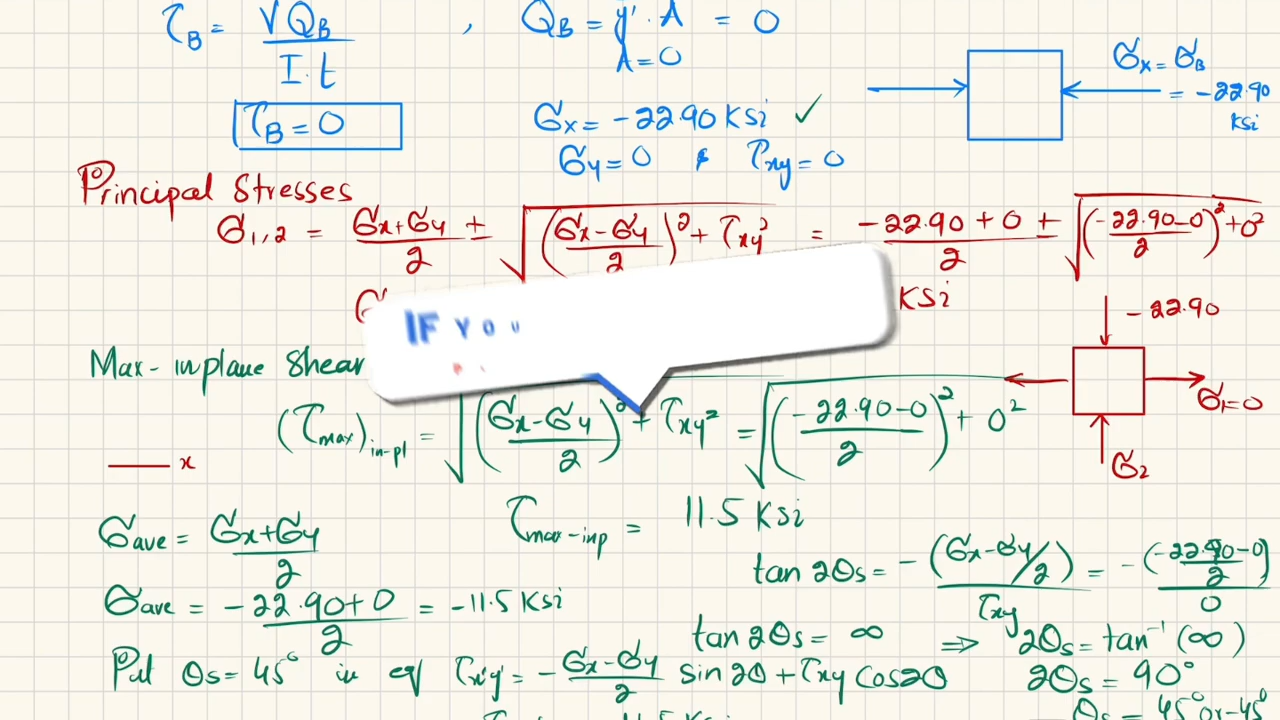 τB = VQB / I.t , QB = y'.A = 0
A = 0
τB = 0
σx = σB = -22.90 ksi
σx = -22.90 Ksi ✓
σy = 0 & τxy = 0
Principal Stresses
σ1,2 = (σx+σy)/2 ± √(((σx-σy)/2)² + τxy²) = (-22.90+0)/2 ± √(((-22.90-0)/2)² + 0²)
Ksi
-22.90
IF YOU
Max-inplane Shear
σ1=0
(τmax)in-pl = √(((σx-σy)/2)² + τxy²) = √(((-22.90-0)/2)² + 0²)
x
σ2
τmax-inp = 11.5 Ksi
σave = (σx+σy)/2
tan 2θs = -(σx-σy/2)/τxy = -((-22.90-0)/2)/0
σave = (-22.90+0)/2 = -11.5 Ksi
tan 2θs = ∞ ⇒ 2θs = tan⁻¹(∞)
Put θs = 45° in eq τx'y' = -(σx-σy)/2 sin2θ + τxy cos2θ
2θs = 90°
θs = 45° or -45°